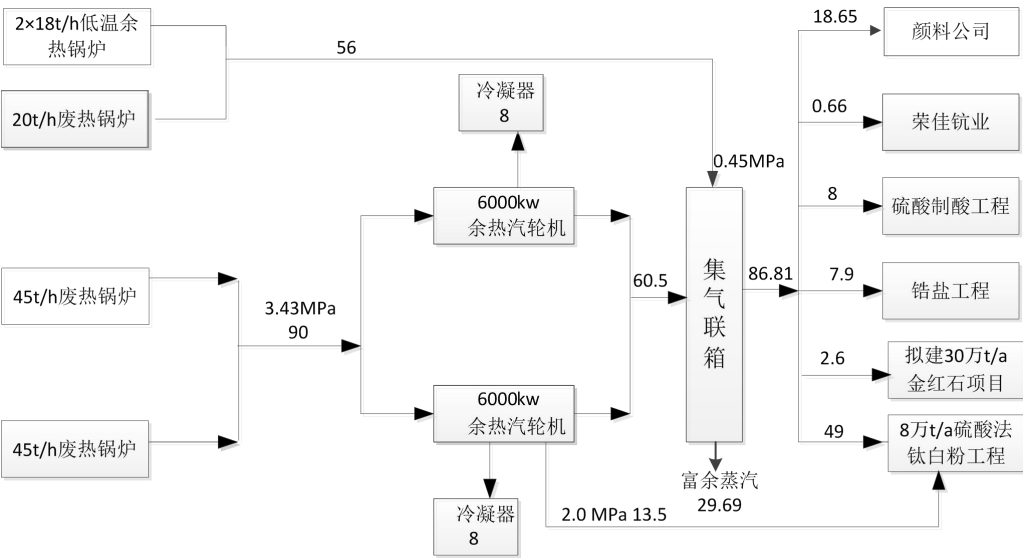 2×18t/h低温余
热锅炉
56
18.65
颜料公司
20t/h废热锅炉
冷凝器
8
0.66
荣佳钪业
0.45MPa
6000kw
余热汽轮机
8
硫酸制酸工程
45t/h废热锅炉
3.43MPa
90
60.5
集
气
联
箱
86.81
7.9
锆盐工程
2.6
拟建30万t/a
金红石项目
6000kw
余热汽轮机
45t/h废热锅炉
49
8万t/a硫酸法
钛白粉工程
富余蒸汽
29.69
冷凝器
8
2.0 MPa 13.5